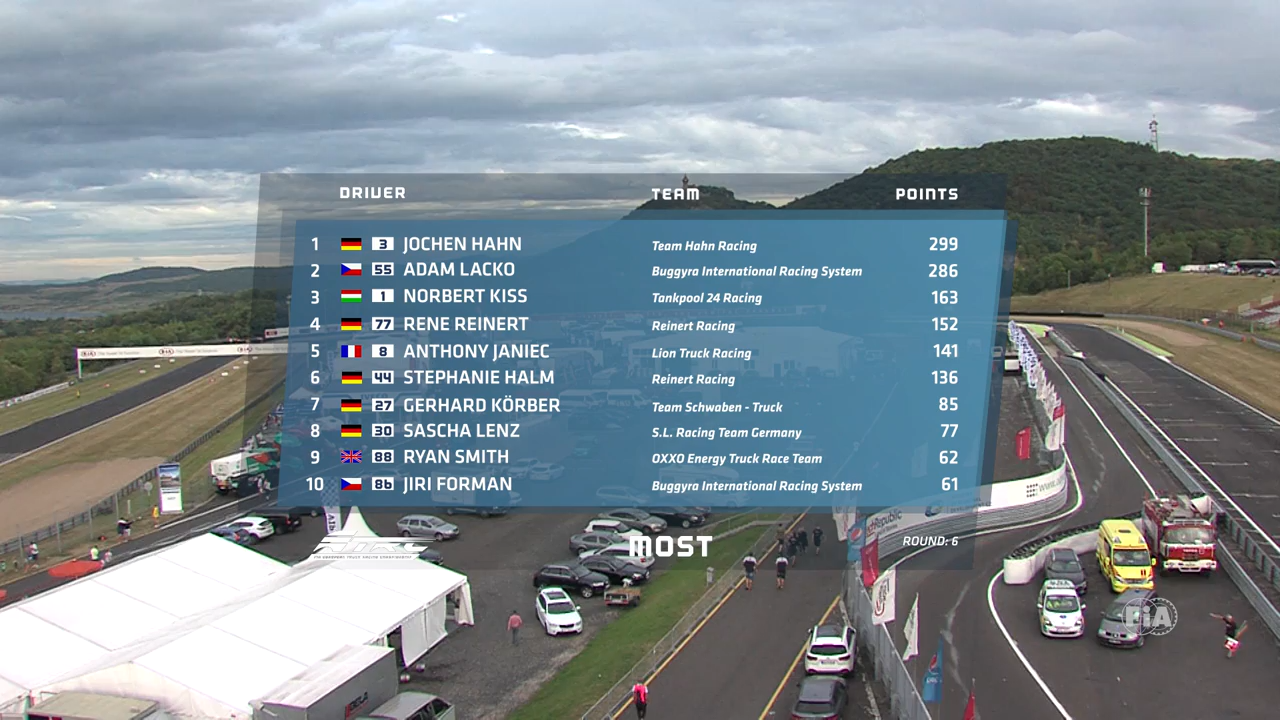 DRIVER TEAM POINTS
1 3 JOCHEN HAHN Team Hahn Racing 299
2 55 ADAM LACKO Buggyra International Racing System 286
3 1 NORBERT KISS Tankpool 24 Racing 163
4 77 RENE REINERT Reinert Racing 152
5 8 ANTHONY JANIEC Lion Truck Racing 141
6 44 STEPHANIE HALM Reinert Racing 136
7 27 GERHARD KÖRBER Team Schwaben - Truck 85
8 30 SASCHA LENZ S.L. Racing Team Germany 77
9 88 RYAN SMITH OXXO Energy Truck Race Team 62
10 86 JIRI FORMAN Buggyra International Racing System 61
MOST ROUND: 6
FIA